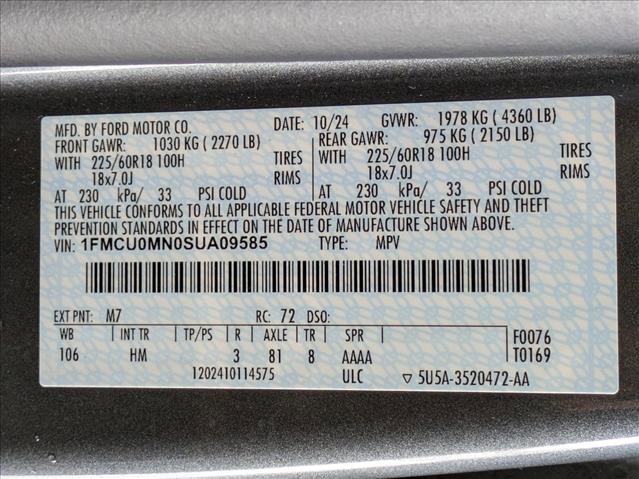 MFD. BY FORD MOTOR CO. DATE: 10/24 GVWR: 1978 KG ( 4360 LB)
FRONT GAWR: 1030 KG ( 2270 LB) REAR GAWR: 975 KG ( 2150 LB)
WITH 225/60R18 100H TIRES WITH 225/60R18 100H TIRES
18x7.0J RIMS 18x7.0J RIMS
AT 230 kPa/ 33 PSI COLD AT 230 kPa/ 33 PSI COLD
THIS VEHICLE CONFORMS TO ALL APPLICABLE FEDERAL MOTOR VEHICLE SAFETY AND THEFT
PREVENTION STANDARDS IN EFFECT ON THE DATE OF MANUFACTURE SHOWN ABOVE.
VIN: 1FMCU0MN0SUA09585 TYPE: MPV
EXT PNT: M7 RC: 72 DSO:
WB INT TR TP/PS R AXLE TR SPR F0076
106 HM 3 81 8 AAAA T0169
1202410114575 ULC ▽ 5U5A-3520472-AA